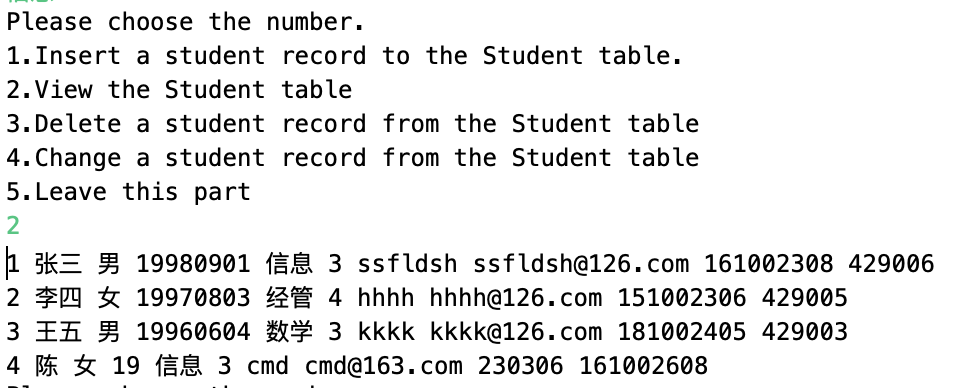 Please choose the number.
1.Insert a student record to the Student table.
2.View the Student table
3.Delete a student record from the Student table
4.Change a student record from the Student table
5.Leave this part
2
1 张三 男 19980901 信息 3 ssfldsh ssfldsh@126.com 161002308 429006
2 李四 女 19970803 经管 4 hhhh hhhh@126.com 151002306 429005
3 王五 男 19960604 数学 3 kkkk kkkk@126.com 181002405 429003
4 陈 女 19 信息 3 cmd cmd@163.com 230306 161002608